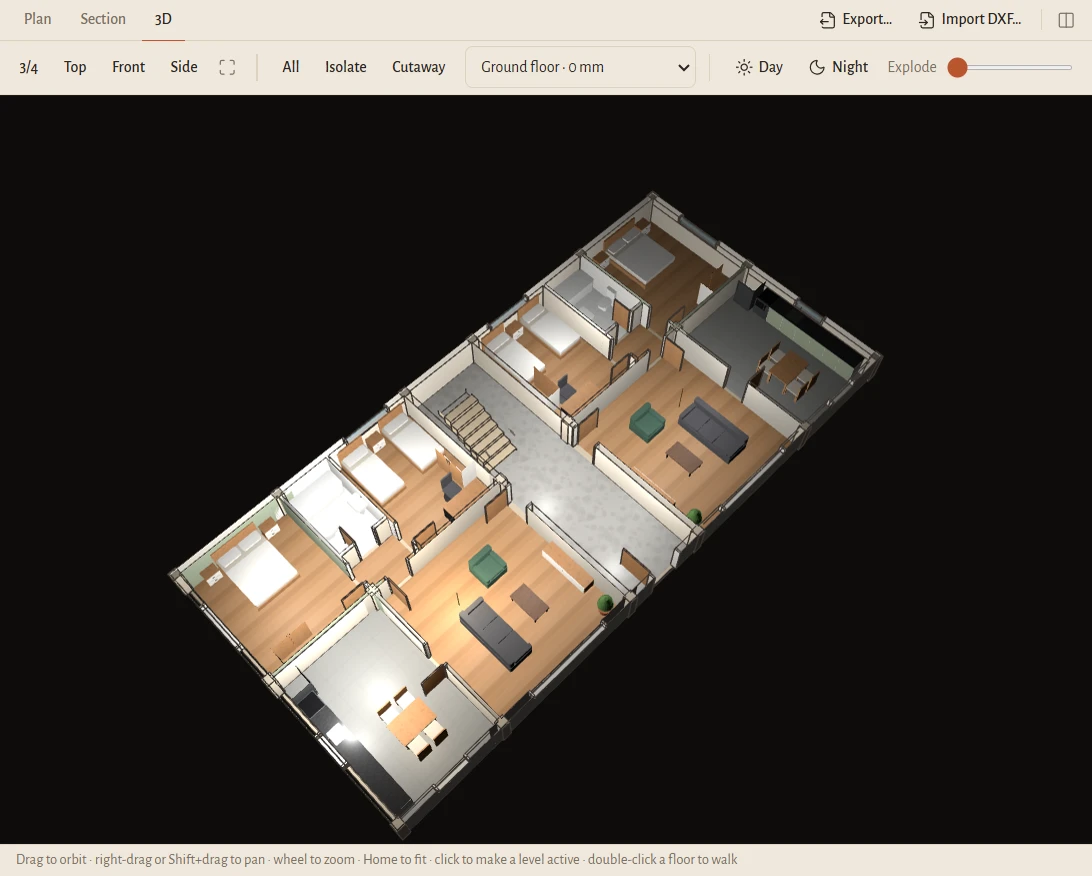 Plan Section 3D Export... Import DXF...
3/4 Top Front Side All Isolate Cutaway Ground floor · 0 mm Day Night Explode
Drag to orbit · right-drag or Shift+drag to pan · wheel to zoom · Home to fit · click to make a level active · double-click a floor to walk